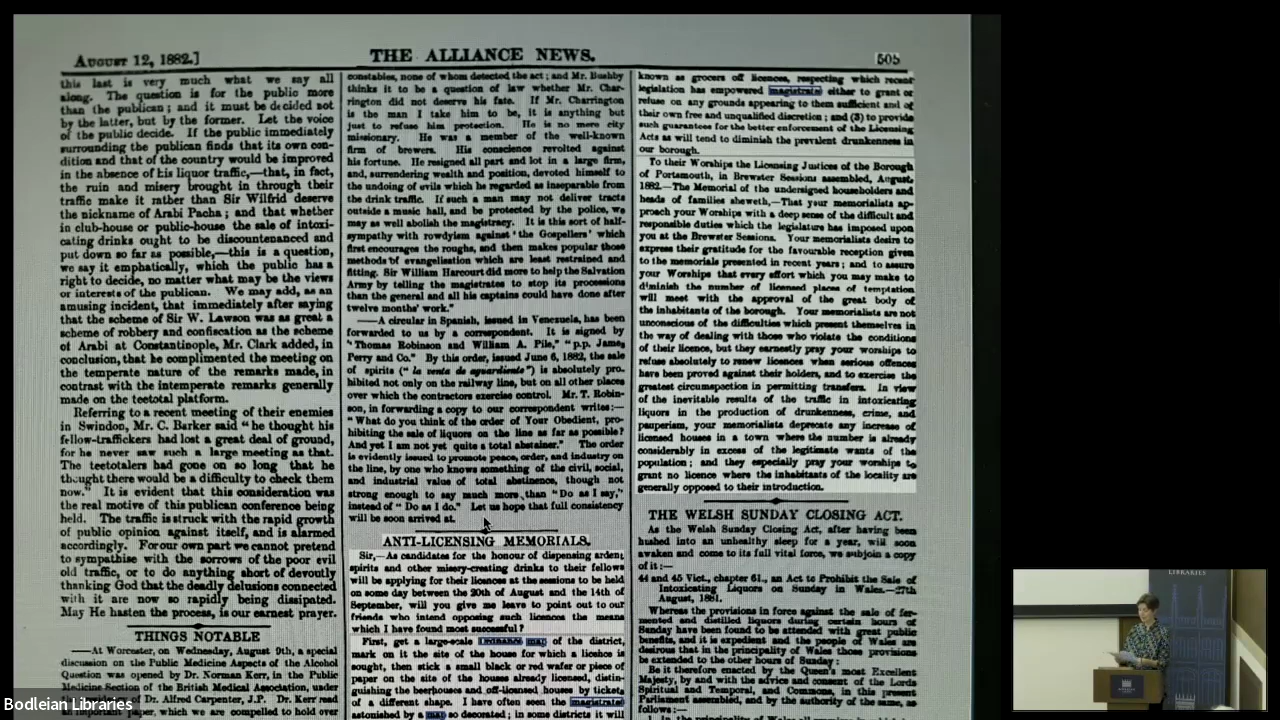 AUGUST 12, 1882.]
THE ALLIANCE NEWS.
505
this last is very much what we say all
along. The question is for the public more
than the publican; and it must be decided not
by the latter, but by the former. Let the voice
of the public decide. If the public immediately
surrounding the publican finds that its own con-
dition and that of the country would be improved
in the absence of his liquor traffic,—that, in fact,
the ruin and misery brought in through their
traffic make it rather than Sir Wilfrid deserve
the nickname of Arabi Pacha; and that whether
in club-house or public-house the sale of intoxi-
cating drinks ought to be discountenanced and
put down so far as possible,—this is a question,
we say it emphatically, which the public has a
right to decide, no matter what may be the views
or interests of the publican. We may add, as an
amusing incident, that immediately after saying
that the scheme of Sir W. Lawson was as great a
scheme of robbery and confiscation as the scheme
of Arabi at Constantinople, Mr. Clark added, in
conclusion, that he complimented the meeting on
the temperate nature of the remarks made, in
contrast with the intemperate remarks generally
made on the teetotal platform.
Referring to a recent meeting of their enemies
in Swindon, Mr. C. Barker said "he thought his
fellow-traffickers had lost a great deal of ground,
for he never saw such a large meeting as that.
The teetotalers had gone on so long that he
thought there would be a difficulty to check them
now." It is evident that this consideration was
the real motive of this publican conference being
held. The traffic is struck with the rapid growth
of public opinion against itself, and is alarmed
accordingly. For our own part we cannot pretend
to sympathise with the sorrows of the poor evil
old traffic, or to do anything short of devoutly
thanking God that the deadly delusions connected
with it are now so rapidly being dissipated.
May He hasten the process, is our earnest prayer.
THINGS NOTABLE
——At Worcester, on Wednesday, August 9th, a special
discussion on the Public Medicine Aspects of the Alcohol
Question was opened by Dr. Norman Kerr, in the Public
Medicine Section of the British Medical Association, under
the presidency of Dr. Alfred Carpenter, J.P. Dr. Kerr read
an important paper, which we are compelled to hold over
constables, none of whom detected the act; and Mr. Bushby
thinks it to be a question of law whether Mr. Char-
rington did not deserve his fate. If Mr. Charrington
is the man I take him to be, it is anything but
just to refuse him protection. He is no mere city
missionary. He was a member of the well-known
firm of brewers. His conscience revolted against
his fortune. He resigned all part and lot in a large firm,
and, surrendering wealth and position, devoted himself to
the undoing of evils which he regarded as inseparable from
the drink traffic. If such a man may not deliver tracts
outside a music hall, and be protected by the police, we
may as well abolish the magistracy. It is this sort of half-
sympathy with rowdyism against 'the Gospellers' which
first encourages the roughs, and then makes popular those
methods of evangelisation which are least restrained and
fitting. Sir William Harcourt did more to help the Salvation
Army by telling the magistrates to stop its processions
than the general and all his captains could have done after
twelve months' work."
——A circular in Spanish, issued in Venezuela, has been
forwarded to us by a correspondent. It is signed by
"Thomas Robinson and William A. Pile," "p.p. James
Perry and Co." By this order, issued June 6, 1882, the sale
of spirits ("la venta de aguardiente") is absolutely pro-
hibited not only on the railway line, but on all other places
over which the contractors exercise control. Mr. T. Robin-
son, in forwarding a copy to our correspondent writes:—
"What do you think of the order of Your Obedient, pro-
hibiting the sale of liquors on the line as far as possible?
And yet I am not yet quite a total abstainer." The order
is evidently issued to promote peace, order, and industry on
the line, by one who knows something of the civil, social,
and industrial value of total abstinence, though not
strong enough to say much more than "Do as I say,"
instead of "Do as I do." Let us hope that full consistency
will be soon arrived at.
ANTI-LICENSING MEMORIALS.
Sir,—As candidates for the honour of dispensing ardent
spirits and other misery-creating drinks to their fellows
will be applying for their licences at the sessions to be held
on some day between the 20th of August and the 14th of
September, will you give me leave to point out to our
friends who intend opposing such licences the means
which I have found most successful?
First, get a large-scale Ordnance map of the district,
mark on it the site of the house for which a licence is
sought, then stick a small black or red wafer or piece of
paper on the site of the houses already licensed, distin-
guishing the beerhouses and off-licensed houses by tickets
of a different shape. I have often seen the magistrates
astonished by a map so decorated; in some districts it will
known as grocers off licences, respecting which recent
legislation has empowered magistrate either to grant or
refuse on any grounds appearing to them sufficient and of
their own free and unqualified discretion; and (3) to provide
such guarantees for the better enforcement of the Licensing
Acts as will tend to diminish the prevalent drunkenness in
our borough.
To their Worships the Licensing Justices of the Borough
of Portsmouth, in Brewster Sessions assembled, August,
1882.—The Memorial of the undersigned householders and
heads of families sheweth,—That your memorialists ap-
proach your Worships with a deep sense of the difficult and
responsible duties which the legislature has imposed upon
you at the Brewster Sessions. Your memorialists desire to
express their gratitude for the favourable reception given
to the memorials presented in recent years; and to assure
your Worships that every effort which you may make to
diminish the number of licensed places of temptation
will meet with the approval of the great body of
the inhabitants of the borough. Your memorialists are not
unconscious of the difficulties which present themselves in
the way of dealing with those who violate the conditions
of their licence, but they earnestly pray your worships to
refuse absolutely to renew licences when serious offences
have been proved against their holders, and to exercise the
greatest circumspection in permitting transfers. In view
of the inevitable results of the traffic in intoxicating
liquors in the production of drunkenness, crime, and
pauperism, your memorialists deprecate any increase of
licensed houses in a town where the number is already
considerably in excess of the legitimate wants of the
population; and they especially pray your worships to
grant no licence where the inhabitants of the locality are
generally opposed to their introduction.
THE WELSH SUNDAY CLOSING ACT.
As the Welsh Sunday Closing Act, after having been
hushed into an unhealthy sleep for a year, will soon
awaken and come to its full vital force, we subjoin a copy
of it:—
44 and 45 Vict., chapter 61., an Act to Prohibit the Sale of
Intoxicating Liquors on Sunday in Wales.—27th
August, 1881.
Whereas the provisions in force against the sale of fer-
mented and distilled liquors during certain hours of
Sunday have been found to be attended with great public
benefits, and it is expedient and the people of Wales are
desirous that in the principality of Wales those provisions
be extended to the other hours of Sunday:
Be it therefore enacted by the Queen's most Excellent
Majesty, by and with the advice and consent of the Lords
Spiritual and Temporal, and Commons, in this present
Parliament assembled, and by the authority of the same, as
follows:—
In the principality of Wales all
LIBRARIES
Bodleian Libraries